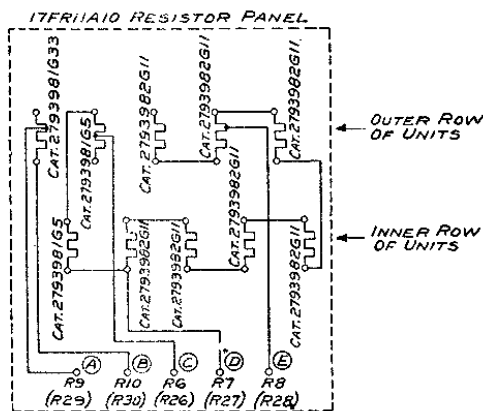 17FR11A10 RESISTOR PANEL
CAT.2793981G33
CAT.2793981G5
CAT.2793982G11
CAT.2793982G11
CAT.2793982G11
OUTER ROW
OF UNITS
CAT.2793981G5
CAT.2793982G11
CAT.2793982G11
CAT.2793982G11
CAT.2793982G11
INNER ROW
OF UNITS
A B C D E
R9 R10 R6 R7 R8
(R29) (R30) (R26) (R27) (R28)